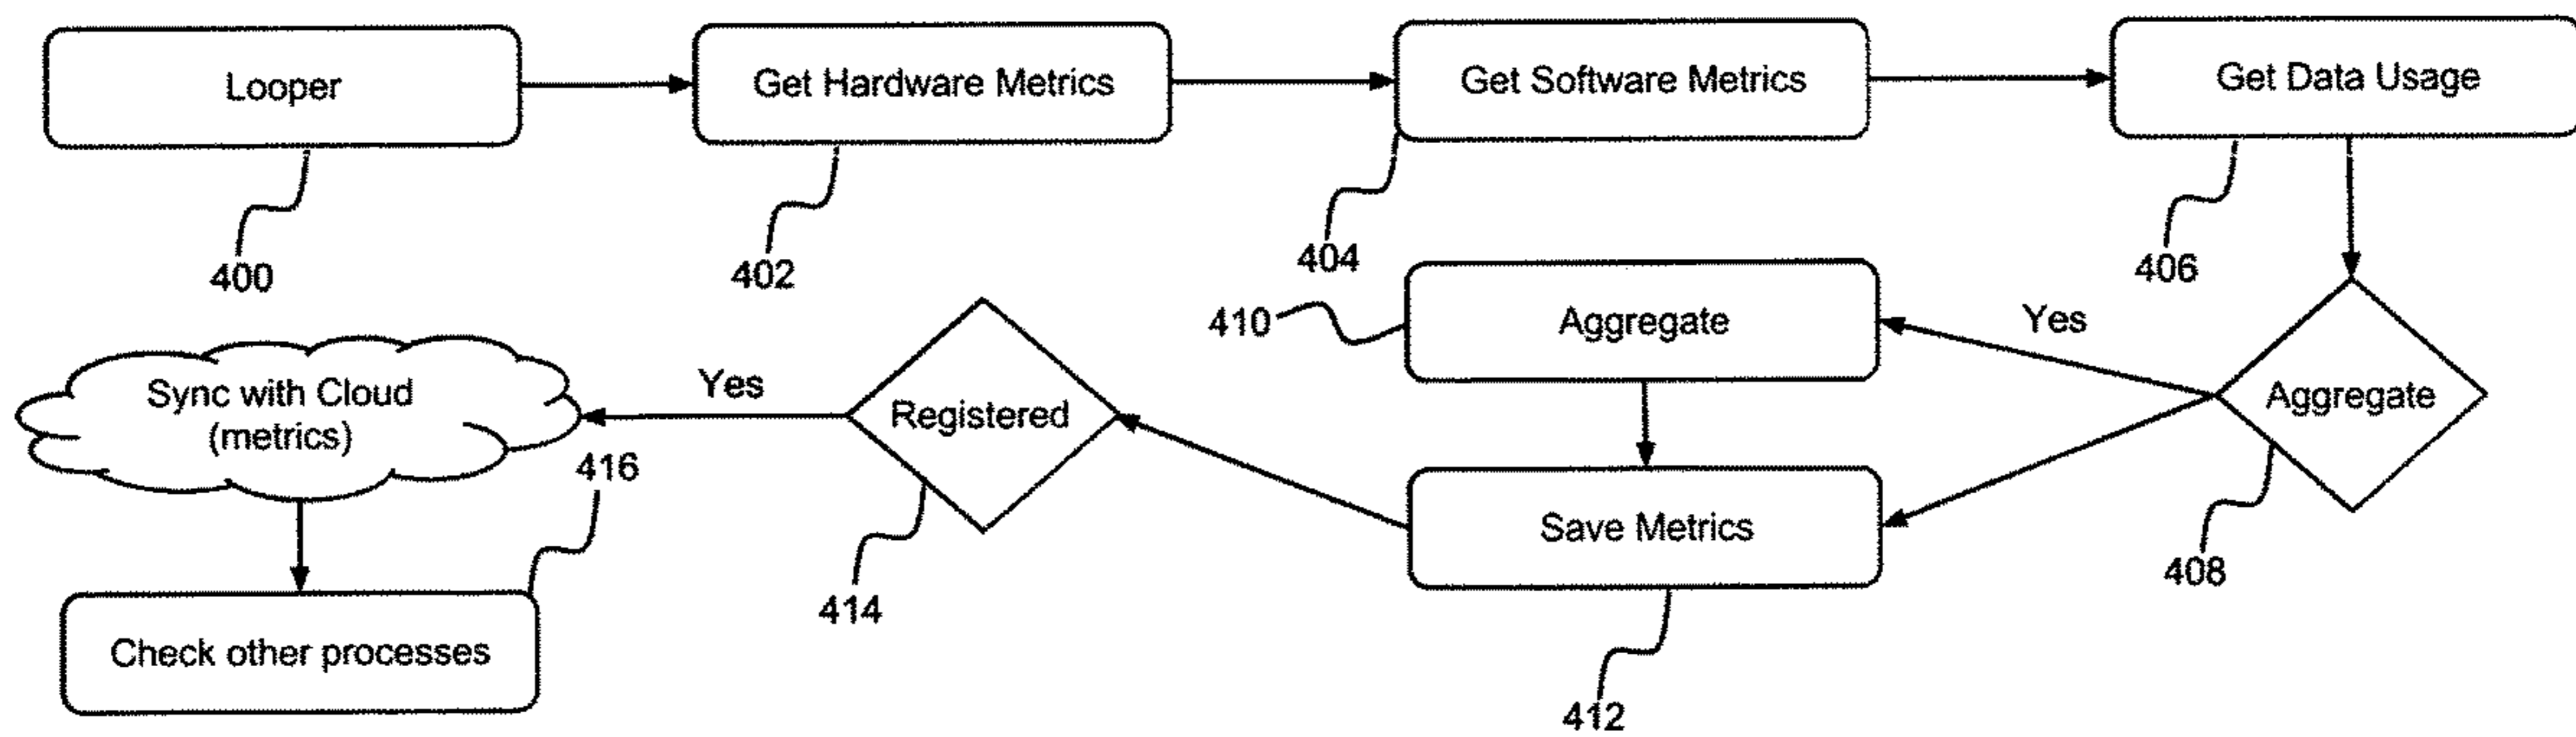 Looper
Get Hardware Metrics
Get Software Metrics
Get Data Usage
400
402
404
406
410
Aggregate
Yes
Aggregate
408
Sync with Cloud
(metrics)
Yes
Registered
414
Save Metrics
412
416
Check other processes